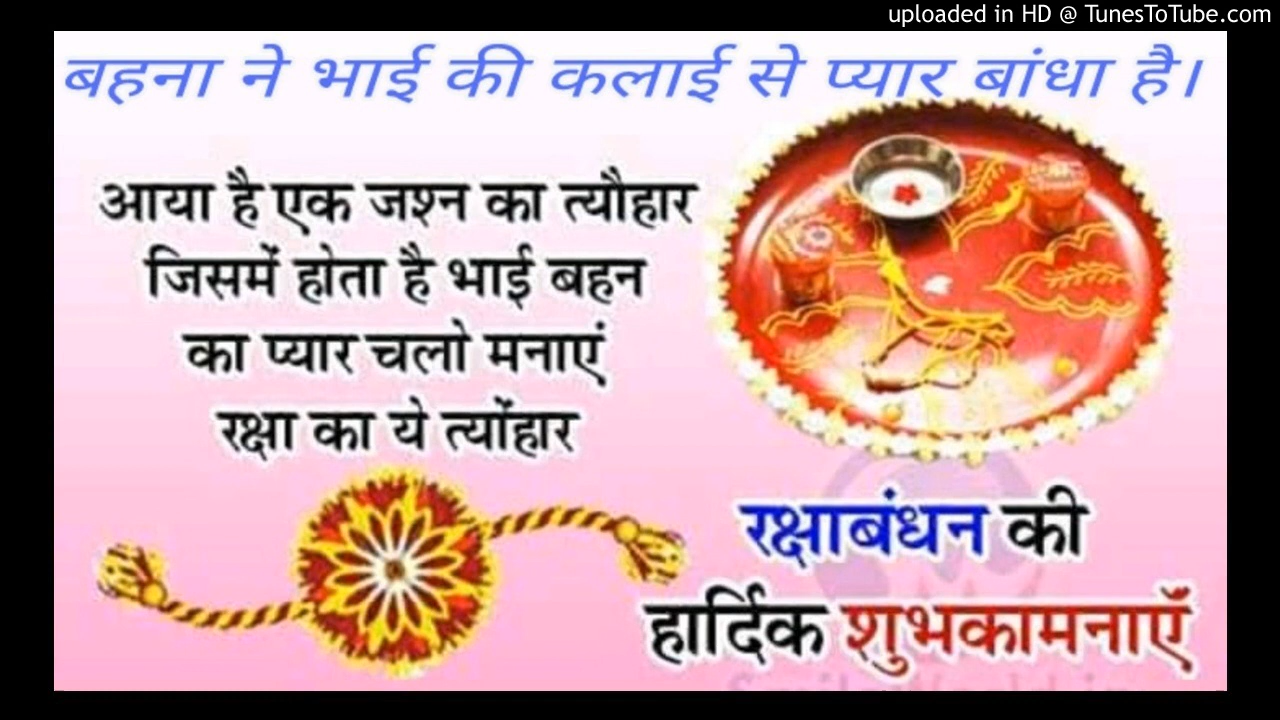 uploaded in HD @ TunesToTube.com
बहना ने भाई की कलाई से प्यार बांधा है।
आया है एक जश्न का त्यौहार
जिसमें होता है भाई बहन
का प्यार चलो मनाएं
रक्षा का ये त्योंहार
रक्षाबंधन की
हार्दिक शुभकामनाएँ